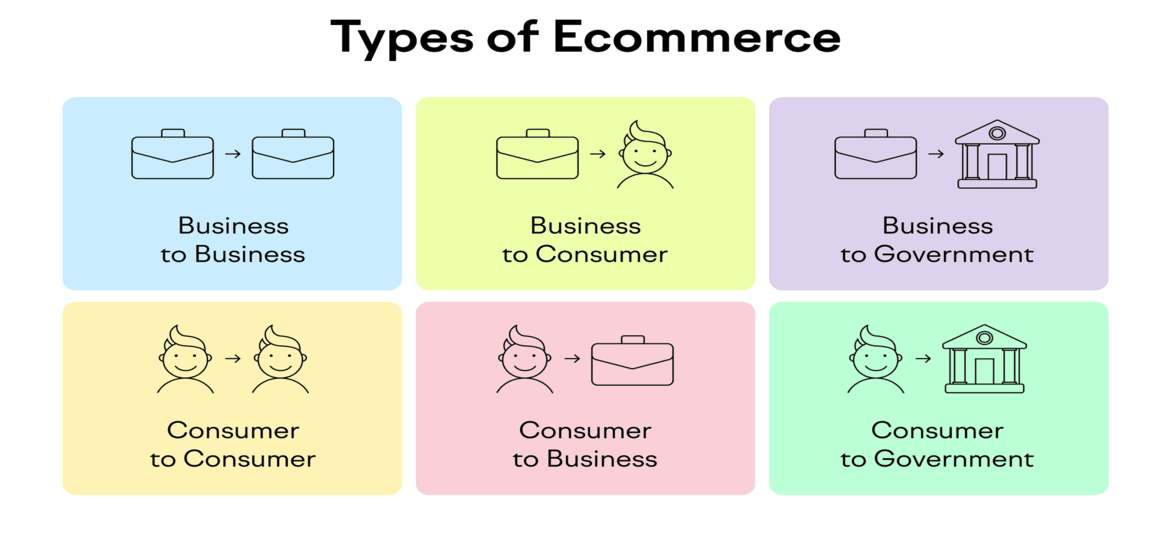 Types of Ecommerce
Business
to Business
Business
to Consumer
Business
to Government
Consumer
to Consumer
Consumer
to Business
Consumer
to Government